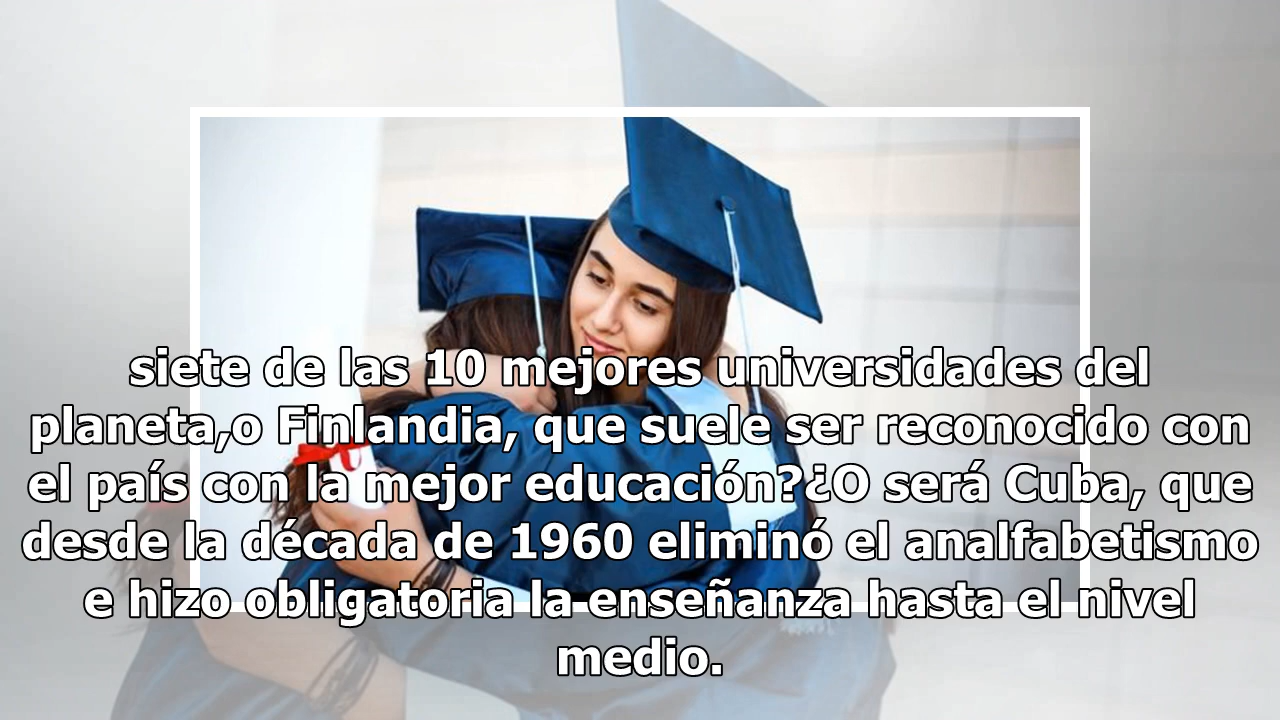 siete de las 10 mejores universidades del
planeta,o Finlandia, que suele ser reconocido con
el país con la mejor educación?¿O será Cuba, que
desde la década de 1960 eliminó el analfabetismo
e hizo obligatoria la enseñanza hasta el nivel
medio.